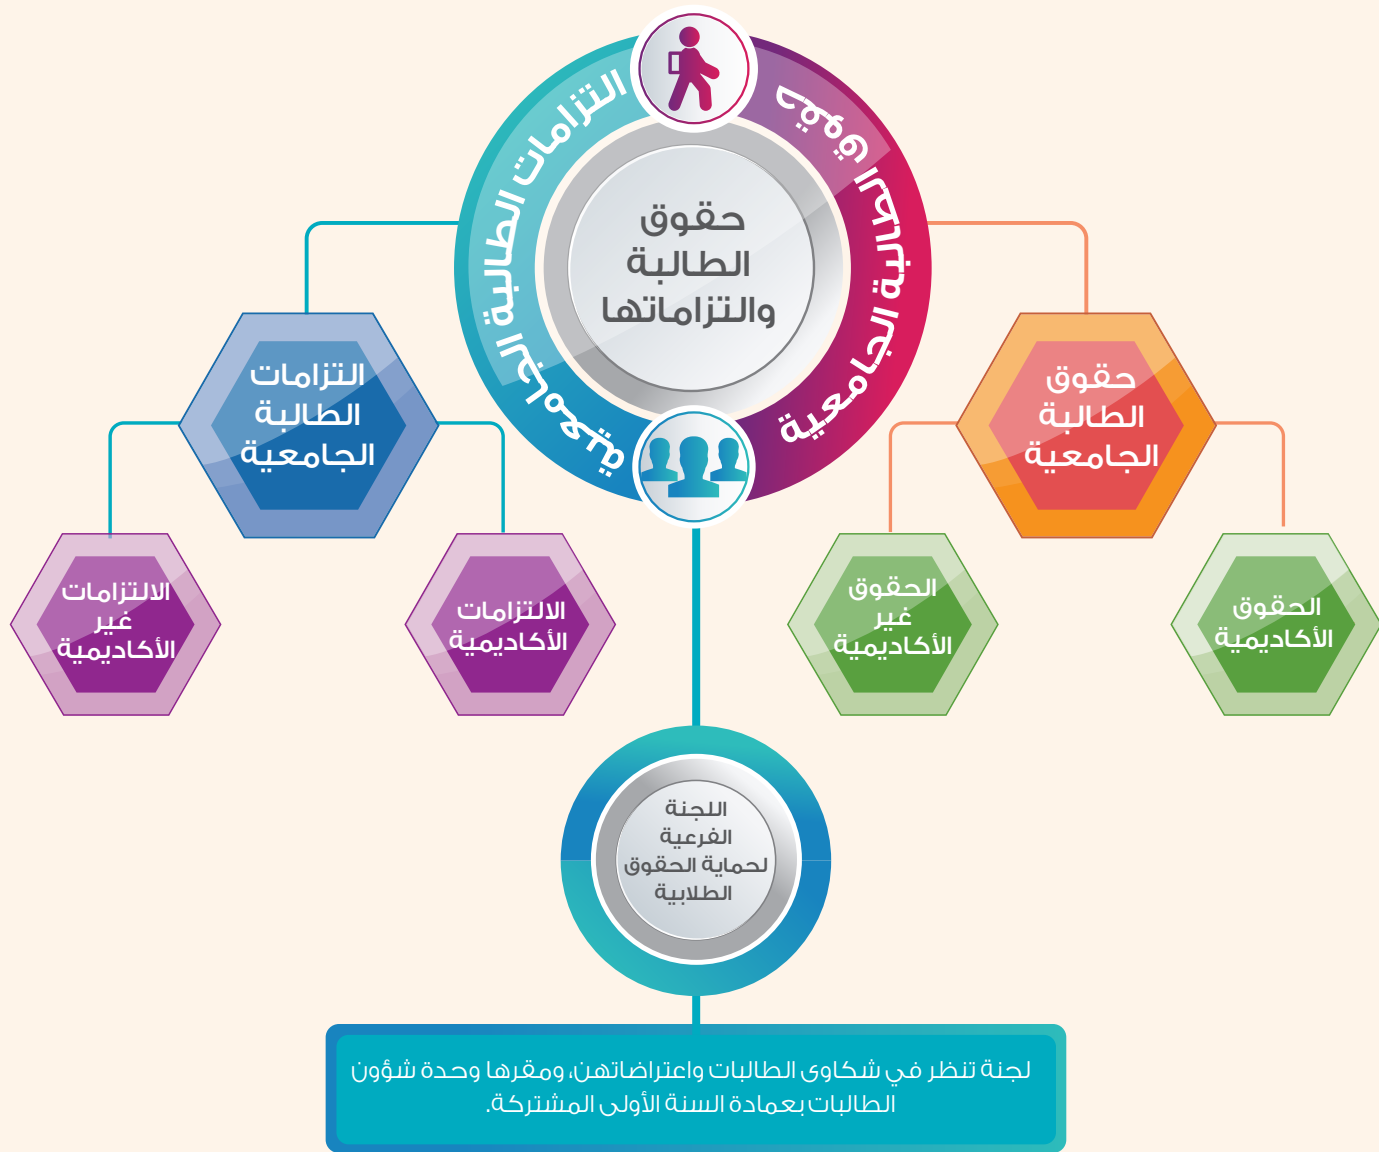 حقوق الطالبة الجامعية
التزامات الطالبة الجامعية
حقوق
الطالبة
والتزاماتها
حقوق
الطالبة
الجامعية
التزامات
الطالبة
الجامعية
الحقوق
الأكاديمية
الحقوق
غير
الأكاديمية
الالتزامات
الأكاديمية
الالتزامات
غير
الأكاديمية
اللجنة
الفرعية
لحماية الحقوق
الطلابية
لجنة تنظر في شكاوى الطالبات واعتراضاتهن، ومقرها وحدة شؤون
الطالبات بعمادة السنة الأولى المشتركة.